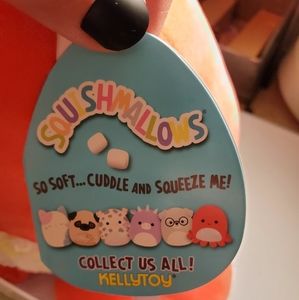 SQUISHMALLOWS
SO SOFT...CUDDLE AND SQUEEZE ME!
COLLECT US ALL!
KELLYTOY®